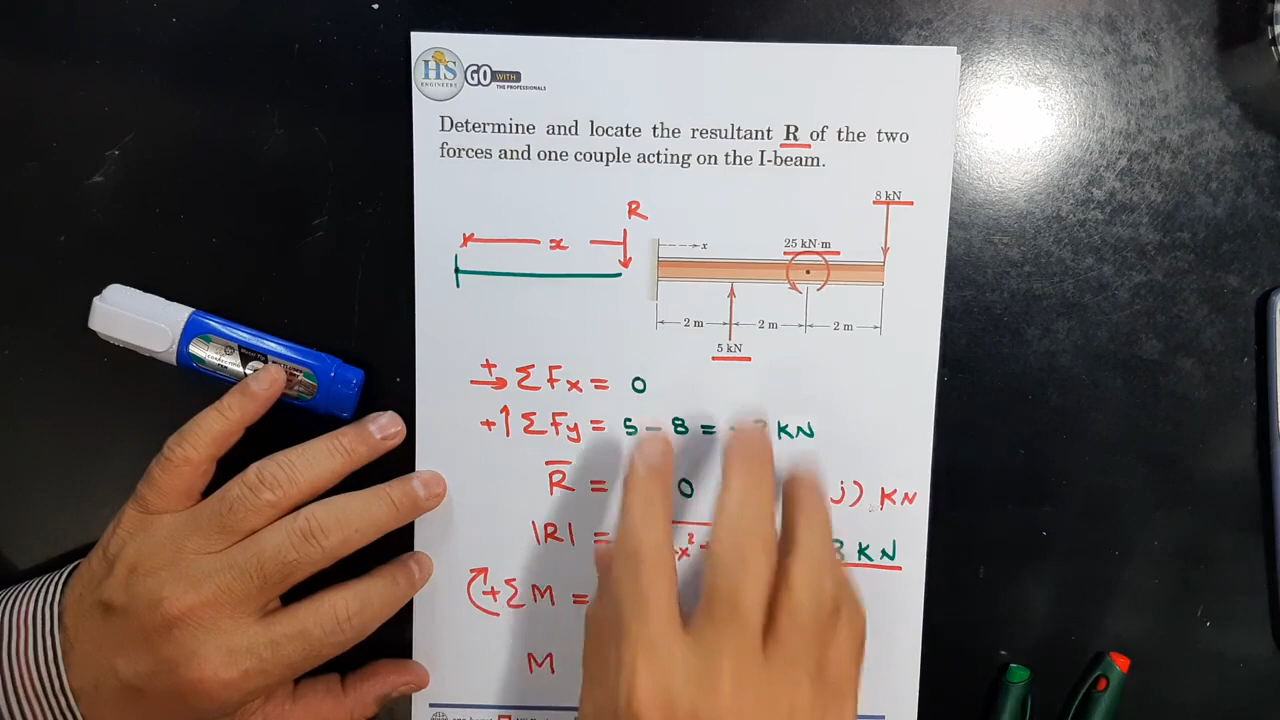 HS
ENGINEERS
GO WITH
THE PROFESSIONALS
Determine and locate the resultant R of the two
forces and one couple acting on the I-beam.
R
x
8 kN
x
25 kN·m
2 m
2 m
2 m
5 kN
+→ ΣFx = 0
+↑ ΣFy = 5 - 8 = KN
R̅ = 0 j) KN
|R| = KN
+ΣM =
M